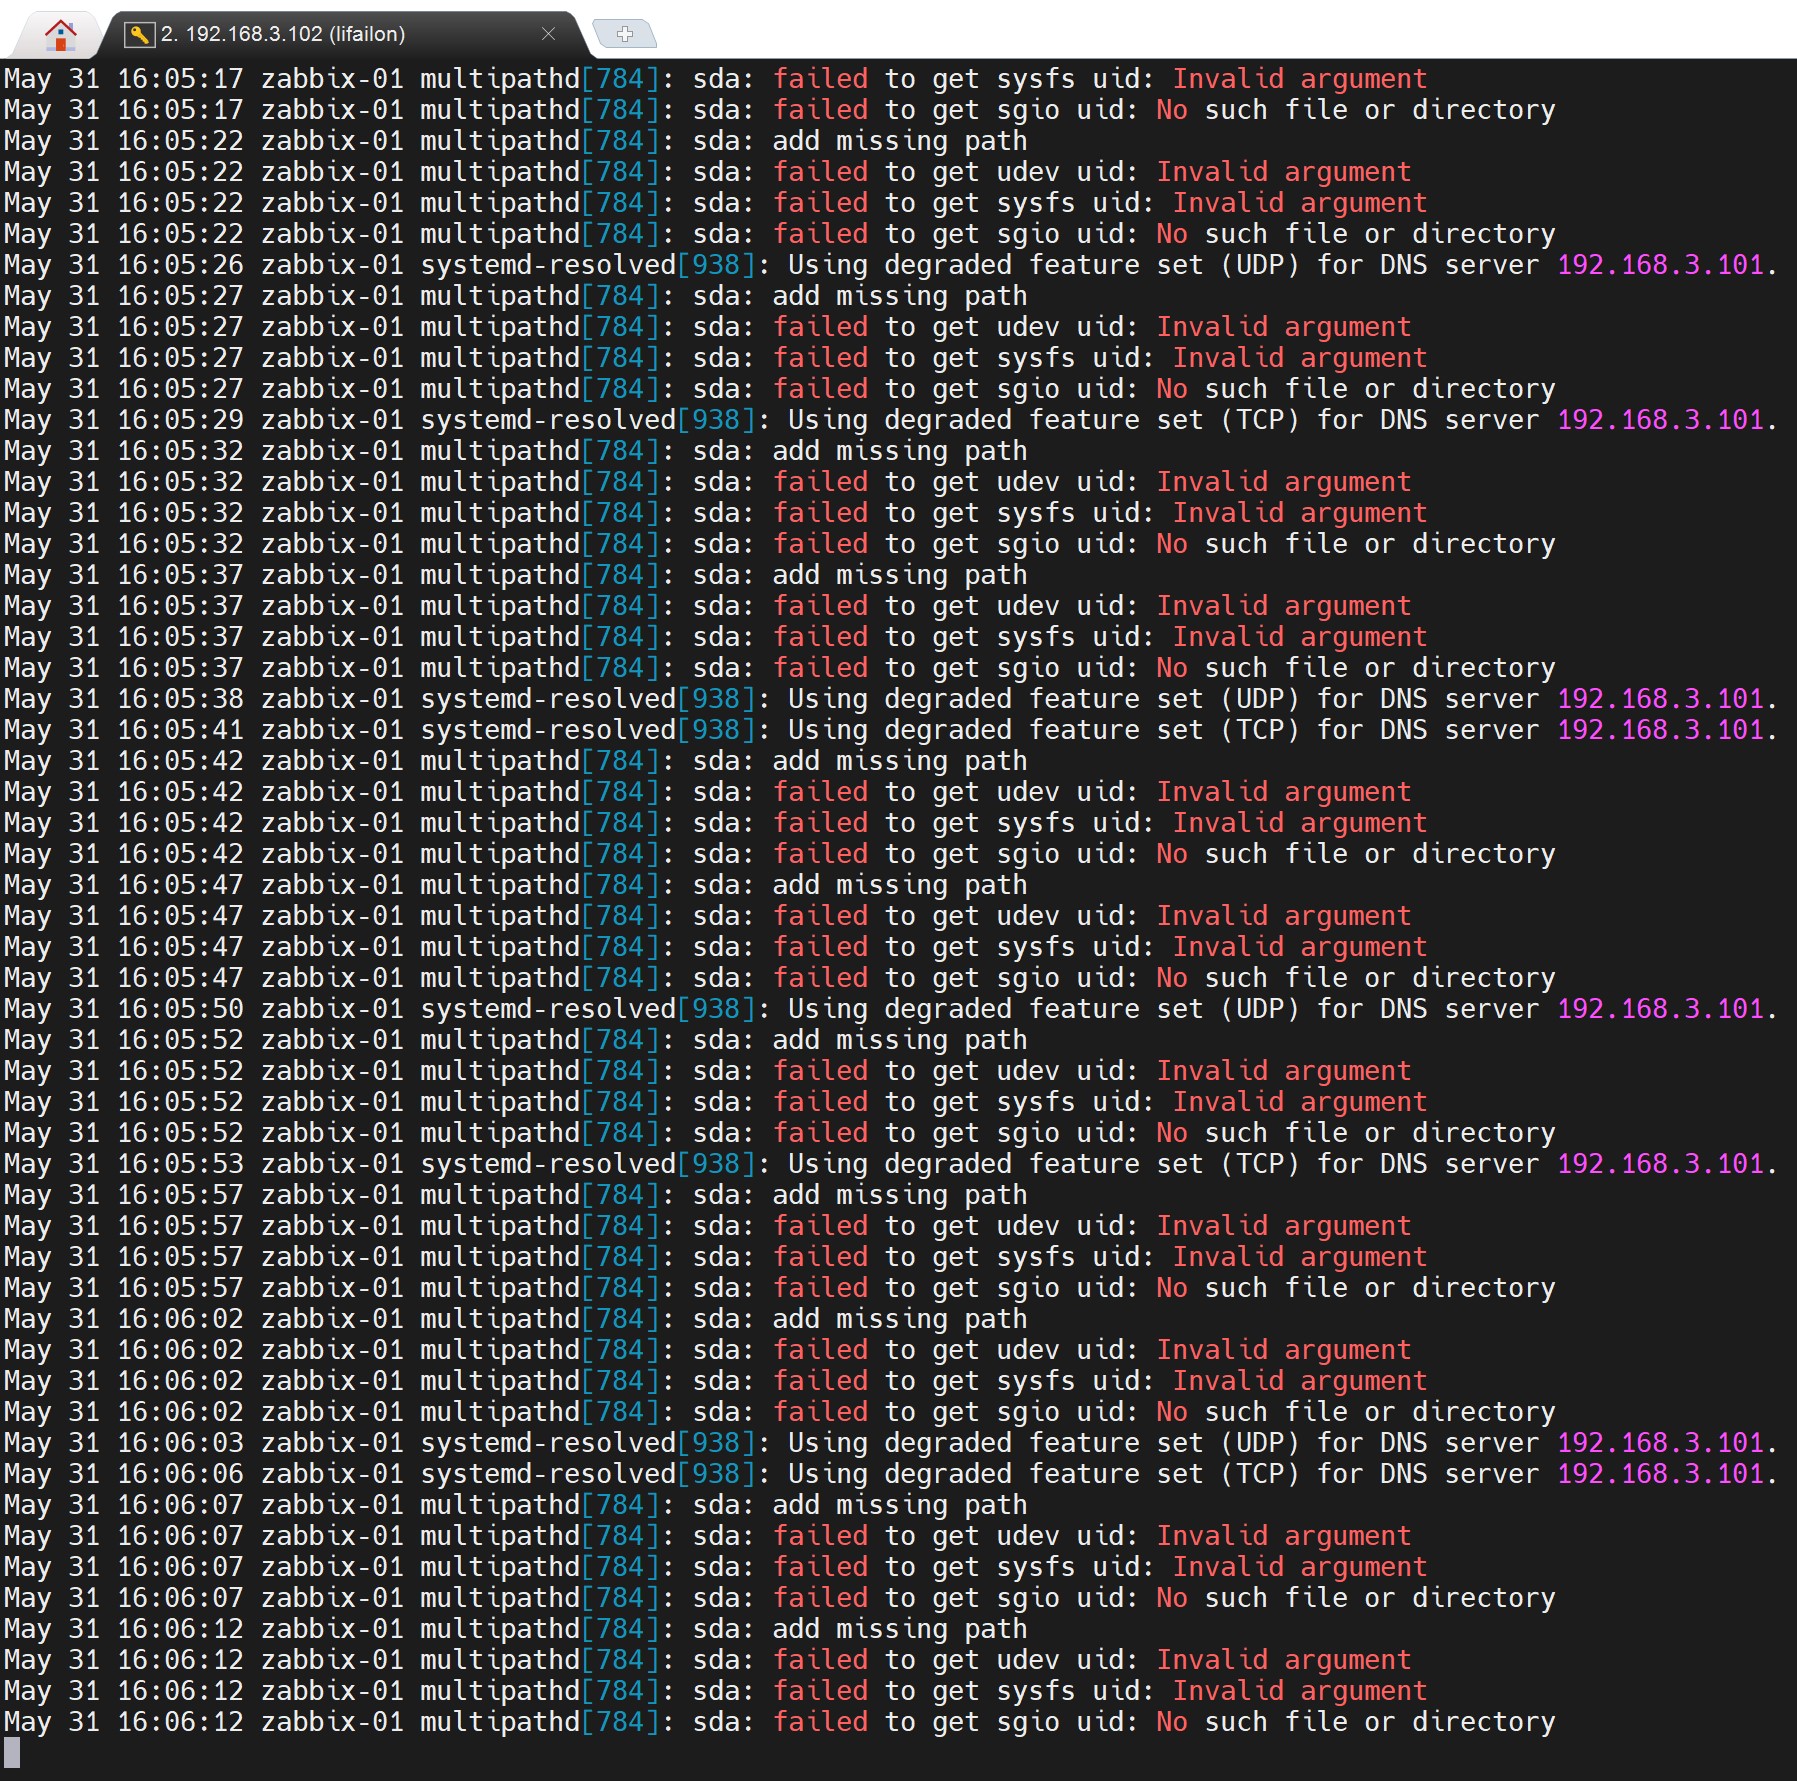 2. 192.168.3.102 (lifailon)
May 31 16:05:17 zabbix-01 multipathd[784]: sda: failed to get sysfs uid: Invalid argument
May 31 16:05:17 zabbix-01 multipathd[784]: sda: failed to get sgio uid: No such file or directory
May 31 16:05:22 zabbix-01 multipathd[784]: sda: add missing path
May 31 16:05:22 zabbix-01 multipathd[784]: sda: failed to get udev uid: Invalid argument
May 31 16:05:22 zabbix-01 multipathd[784]: sda: failed to get sysfs uid: Invalid argument
May 31 16:05:22 zabbix-01 multipathd[784]: sda: failed to get sgio uid: No such file or directory
May 31 16:05:26 zabbix-01 systemd-resolved[938]: Using degraded feature set (UDP) for DNS server 192.168.3.101.
May 31 16:05:27 zabbix-01 multipathd[784]: sda: add missing path
May 31 16:05:27 zabbix-01 multipathd[784]: sda: failed to get udev uid: Invalid argument
May 31 16:05:27 zabbix-01 multipathd[784]: sda: failed to get sysfs uid: Invalid argument
May 31 16:05:27 zabbix-01 multipathd[784]: sda: failed to get sgio uid: No such file or directory
May 31 16:05:29 zabbix-01 systemd-resolved[938]: Using degraded feature set (TCP) for DNS server 192.168.3.101.
May 31 16:05:32 zabbix-01 multipathd[784]: sda: add missing path
May 31 16:05:32 zabbix-01 multipathd[784]: sda: failed to get udev uid: Invalid argument
May 31 16:05:32 zabbix-01 multipathd[784]: sda: failed to get sysfs uid: Invalid argument
May 31 16:05:32 zabbix-01 multipathd[784]: sda: failed to get sgio uid: No such file or directory
May 31 16:05:37 zabbix-01 multipathd[784]: sda: add missing path
May 31 16:05:37 zabbix-01 multipathd[784]: sda: failed to get udev uid: Invalid argument
May 31 16:05:37 zabbix-01 multipathd[784]: sda: failed to get sysfs uid: Invalid argument
May 31 16:05:37 zabbix-01 multipathd[784]: sda: failed to get sgio uid: No such file or directory
May 31 16:05:38 zabbix-01 systemd-resolved[938]: Using degraded feature set (UDP) for DNS server 192.168.3.101.
May 31 16:05:41 zabbix-01 systemd-resolved[938]: Using degraded feature set (TCP) for DNS server 192.168.3.101.
May 31 16:05:42 zabbix-01 multipathd[784]: sda: add missing path
May 31 16:05:42 zabbix-01 multipathd[784]: sda: failed to get udev uid: Invalid argument
May 31 16:05:42 zabbix-01 multipathd[784]: sda: failed to get sysfs uid: Invalid argument
May 31 16:05:42 zabbix-01 multipathd[784]: sda: failed to get sgio uid: No such file or directory
May 31 16:05:47 zabbix-01 multipathd[784]: sda: add missing path
May 31 16:05:47 zabbix-01 multipathd[784]: sda: failed to get udev uid: Invalid argument
May 31 16:05:47 zabbix-01 multipathd[784]: sda: failed to get sysfs uid: Invalid argument
May 31 16:05:47 zabbix-01 multipathd[784]: sda: failed to get sgio uid: No such file or directory
May 31 16:05:50 zabbix-01 systemd-resolved[938]: Using degraded feature set (UDP) for DNS server 192.168.3.101.
May 31 16:05:52 zabbix-01 multipathd[784]: sda: add missing path
May 31 16:05:52 zabbix-01 multipathd[784]: sda: failed to get udev uid: Invalid argument
May 31 16:05:52 zabbix-01 multipathd[784]: sda: failed to get sysfs uid: Invalid argument
May 31 16:05:52 zabbix-01 multipathd[784]: sda: failed to get sgio uid: No such file or directory
May 31 16:05:53 zabbix-01 systemd-resolved[938]: Using degraded feature set (TCP) for DNS server 192.168.3.101.
May 31 16:05:57 zabbix-01 multipathd[784]: sda: add missing path
May 31 16:05:57 zabbix-01 multipathd[784]: sda: failed to get udev uid: Invalid argument
May 31 16:05:57 zabbix-01 multipathd[784]: sda: failed to get sysfs uid: Invalid argument
May 31 16:05:57 zabbix-01 multipathd[784]: sda: failed to get sgio uid: No such file or directory
May 31 16:06:02 zabbix-01 multipathd[784]: sda: add missing path
May 31 16:06:02 zabbix-01 multipathd[784]: sda: failed to get udev uid: Invalid argument
May 31 16:06:02 zabbix-01 multipathd[784]: sda: failed to get sysfs uid: Invalid argument
May 31 16:06:02 zabbix-01 multipathd[784]: sda: failed to get sgio uid: No such file or directory
May 31 16:06:03 zabbix-01 systemd-resolved[938]: Using degraded feature set (UDP) for DNS server 192.168.3.101.
May 31 16:06:06 zabbix-01 systemd-resolved[938]: Using degraded feature set (TCP) for DNS server 192.168.3.101.
May 31 16:06:07 zabbix-01 multipathd[784]: sda: add missing path
May 31 16:06:07 zabbix-01 multipathd[784]: sda: failed to get udev uid: Invalid argument
May 31 16:06:07 zabbix-01 multipathd[784]: sda: failed to get sysfs uid: Invalid argument
May 31 16:06:07 zabbix-01 multipathd[784]: sda: failed to get sgio uid: No such file or directory
May 31 16:06:12 zabbix-01 multipathd[784]: sda: add missing path
May 31 16:06:12 zabbix-01 multipathd[784]: sda: failed to get udev uid: Invalid argument
May 31 16:06:12 zabbix-01 multipathd[784]: sda: failed to get sysfs uid: Invalid argument
May 31 16:06:12 zabbix-01 multipathd[784]: sda: failed to get sgio uid: No such file or directory